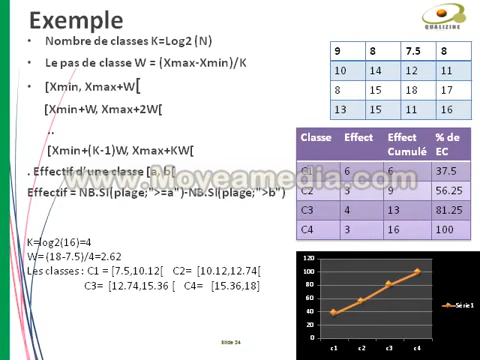 Exemple
QUALIZINE
• Nombre de classes K=Log2 (N)
• Le pas de classe W = (Xmax-Xmin)/K
• [Xmin, Xmax+W[
[Xmin+W, Xmax+2W[
..
[Xmin+(K-1)W, Xmax+KW[
. Effectif d'une classe [a, b[
Effectif = NB.SI(plage;">=a")-NB.SI(plage;">b")
K=log2(16)=4
W= (18-7.5)/4=2.62
Les classes : C1 = [7.5,10.12[ C2= [10.12,12.74[
C3= [12.74,15.36 [ C4= [15.36,18]
9 8 7.5 8
10 14 12 11
8 15 18 17
13 15 11 16
Classe Effect Effect Cumulé % de EC
C1 6 6 37.5
C2 3 9 56.25
C3 4 13 81.25
C4 3 16 100
120
100
80
60
40
20
0
c1 c2 c3 c4
Série1
Slide 24
www.Moveamedia.com